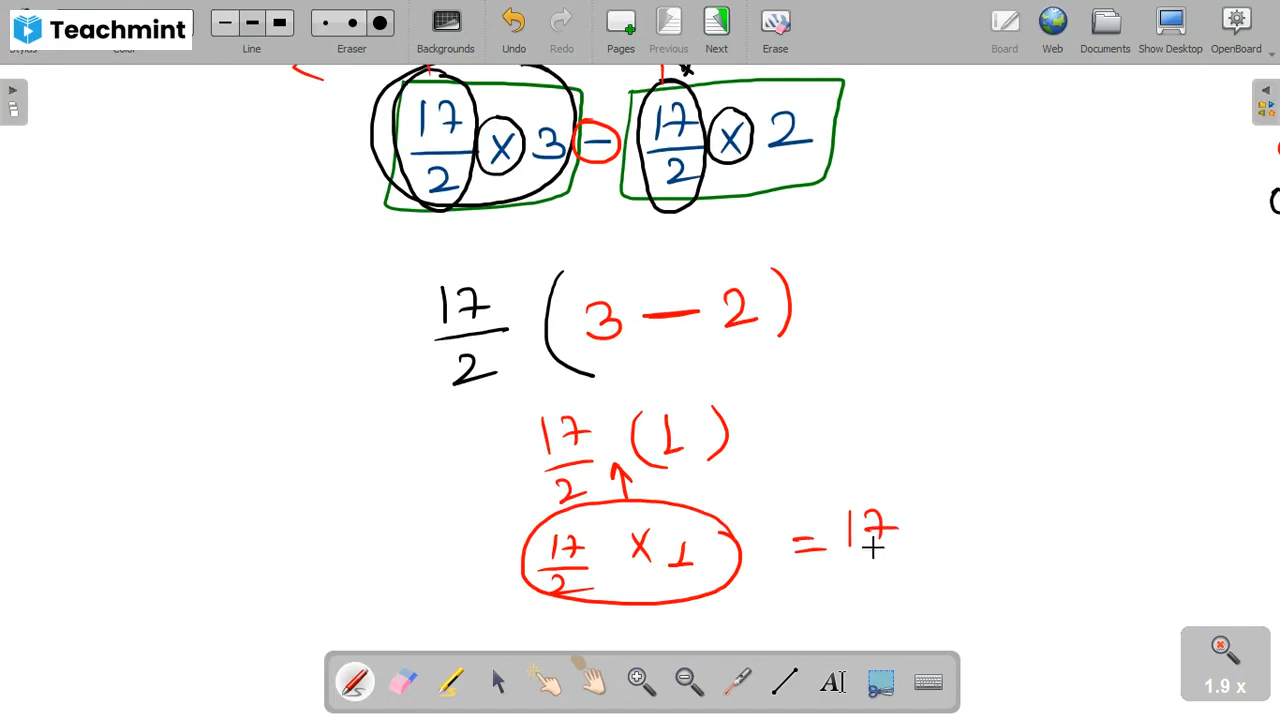 Teachmint
Line Eraser Backgrounds Undo Redo Pages Previous Next Erase Board Web Documents Show Desktop OpenBoard
17/2 × 3 − 17/2 × 2
17/2 (3 − 2)
17/2 (1)
17/2 × 1 = 17
1.9 x